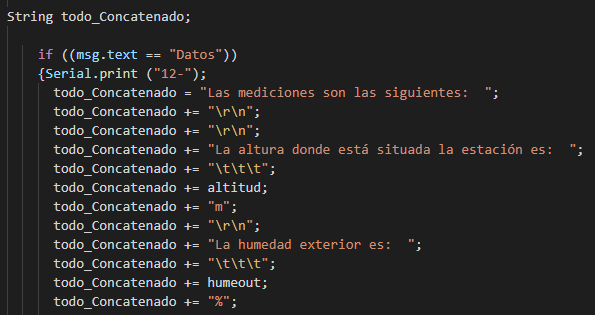 String todo_Concatenado;
if ((msg.text == "Datos"))
{Serial.print ("12-");
todo_Concatenado = "Las mediciones son las siguientes:  ";
todo_Concatenado += "\r\n";
todo_Concatenado += "\r\n";
todo_Concatenado += "La altura donde está situada la estación es:  ";
todo_Concatenado += "\t\t\t";
todo_Concatenado += altitud;
todo_Concatenado += "m";
todo_Concatenado += "\r\n";
todo_Concatenado += "La humedad exterior es:  ";
todo_Concatenado += "\t\t\t";
todo_Concatenado += humeout;
todo_Concatenado += "%";